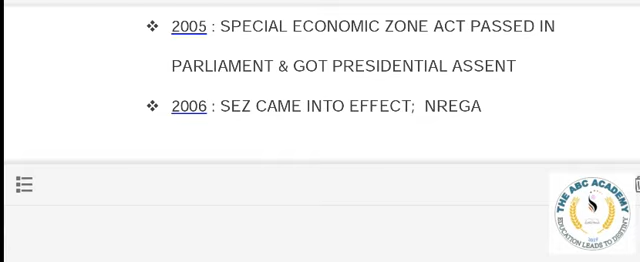 ❖ 2005 : SPECIAL ECONOMIC ZONE ACT PASSED IN
PARLIAMENT & GOT PRESIDENTIAL ASSENT
❖ 2006 : SEZ CAME INTO EFFECT; NREGA
THE ABC ACADEMY
EDUCATION LEADS TO DESTINY